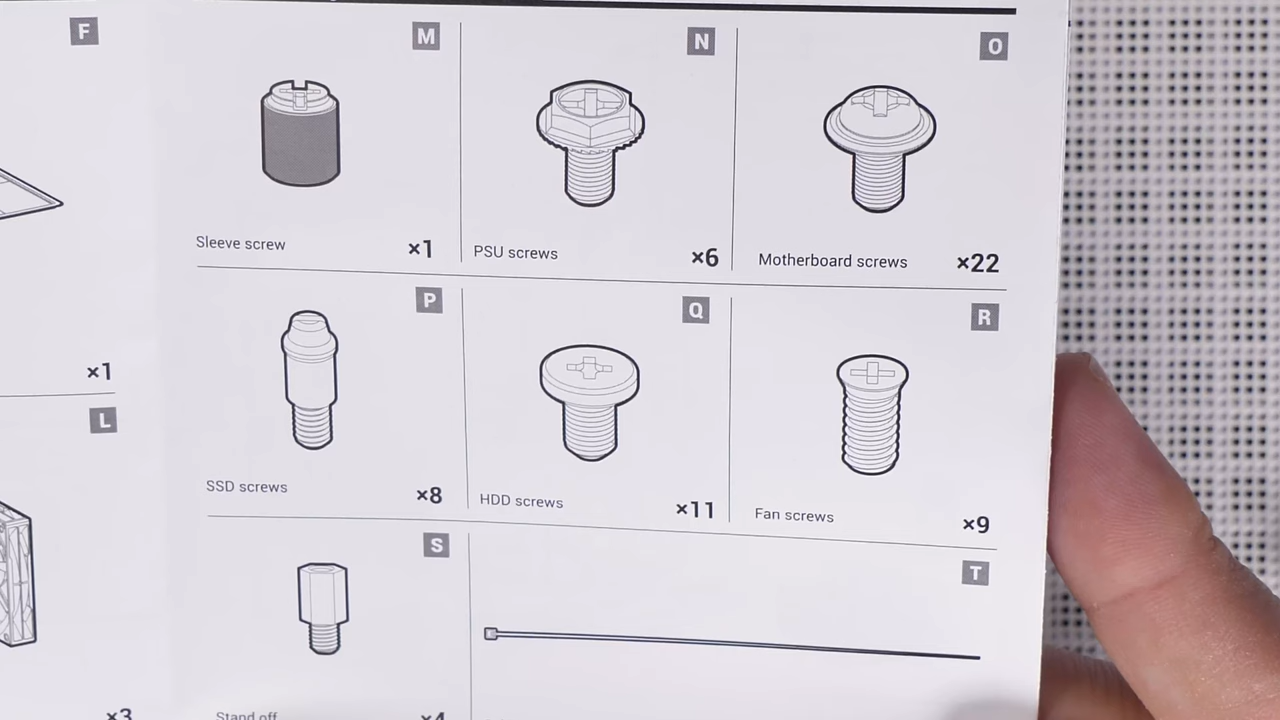 F
×1
L
×3
M
Sleeve screw ×1
N
PSU screws ×6
O
Motherboard screws ×22
P
SSD screws ×8
Q
HDD screws ×11
R
Fan screws ×9
S
Stand off ×4
T